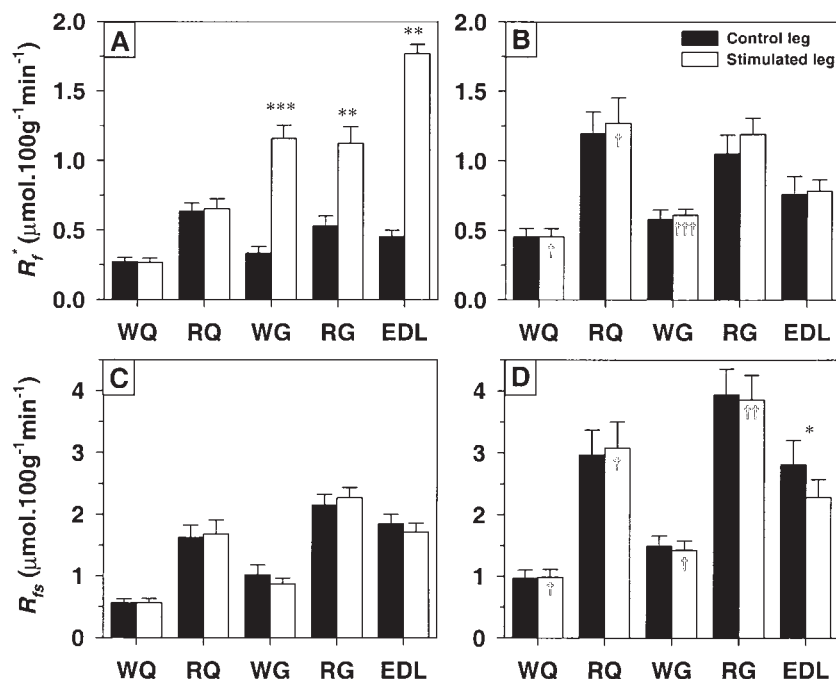 A
R*f (μmol.100g-1min-1)
2.0
1.5
1.0
0.5
0.0
***
**
**
WQ RQ WG RG EDL
B
Control leg
Stimulated leg
2.0
1.5
1.0
0.5
0.0
†
†
†††
WQ RQ WG RG EDL
C
Rfs (μmol.100g-1min-1)
4
3
2
1
0
WQ RQ WG RG EDL
D
4
3
2
1
0
†
†
†
††
*
WQ RQ WG RG EDL